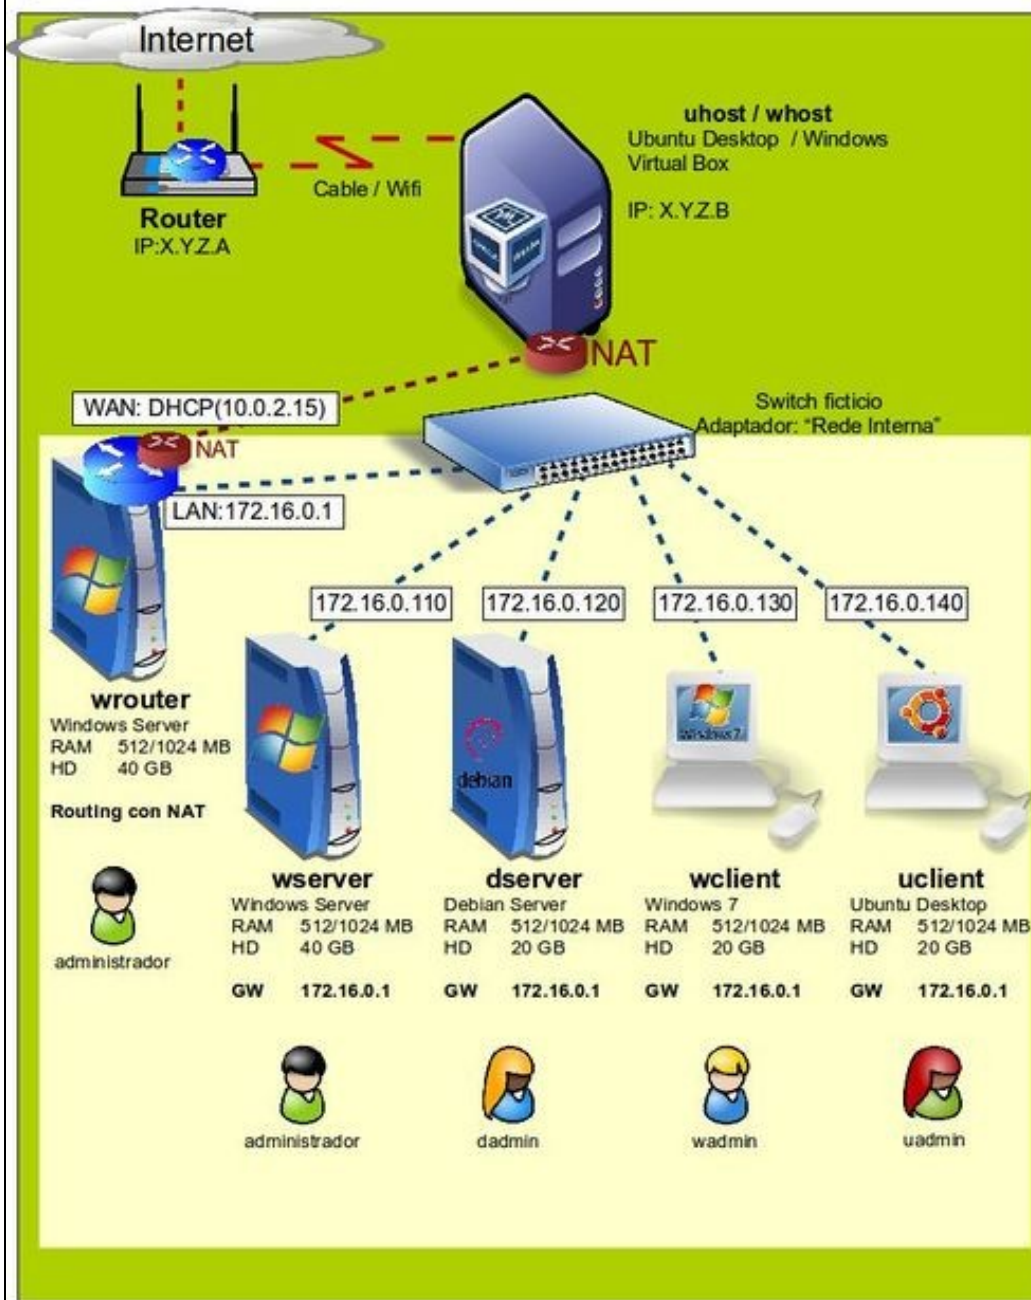 Internet
uhost / whost
Ubuntu Desktop / Windows
Virtual Box
IP: X.Y.Z.B
Cable / Wifi
Router
IP:X.Y.Z.A
NAT
WAN: DHCP(10.0.2.15)
Switch ficticio
Adaptador: "Rede Interna"
NAT
LAN:172.16.0.1
172.16.0.110
172.16.0.120
172.16.0.130
172.16.0.140
wrouter
Windows Server
RAM 512/1024 MB
HD 40 GB
Routing con NAT
administrador
Windows 7
debian
wserver
Windows Server
RAM 512/1024 MB
HD 40 GB
GW 172.16.0.1
administrador
dserver
Debian Server
RAM 512/1024 MB
HD 20 GB
GW 172.16.0.1
dadmin
wclient
Windows 7
RAM 512/1024 MB
HD 20 GB
GW 172.16.0.1
wadmin
uclient
Ubuntu Desktop
RAM 512/1024 MB
HD 20 GB
GW 172.16.0.1
uadmin